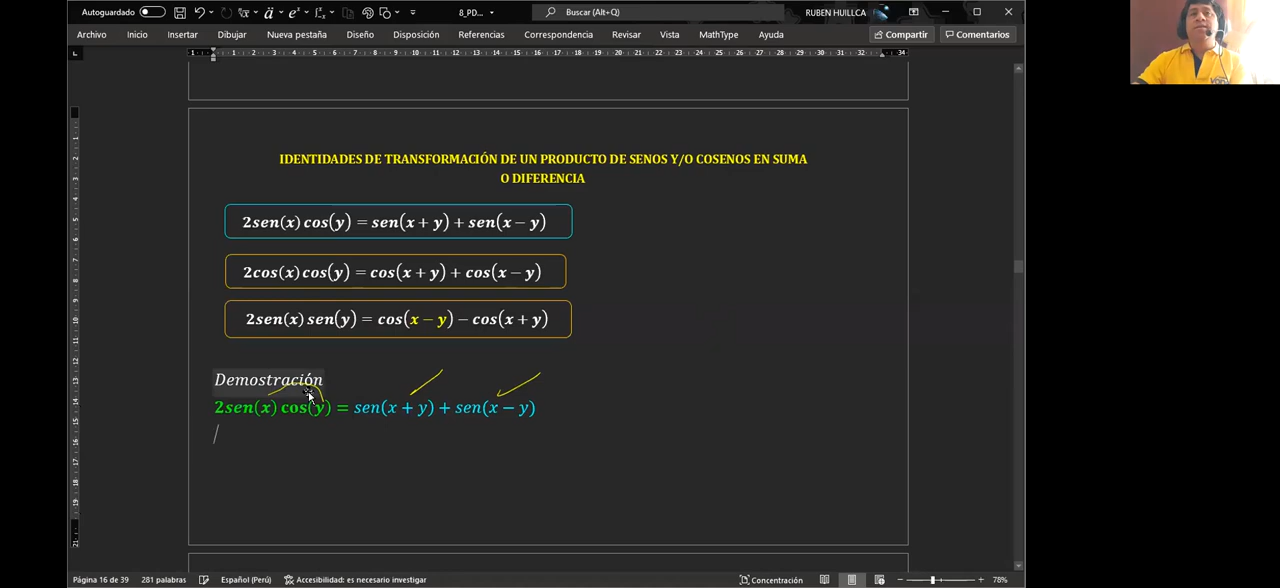 Autoguardado
8_PD...
Buscar (Alt+Q)
RUBEN HUILLCA
Archivo Inicio Insertar Dibujar Nueva pestaña Diseño Disposición Referencias Correspondencia Revisar Vista MathType Ayuda Compartir Comentarios
IDENTIDADES DE TRANSFORMACIÓN DE UN PRODUCTO DE SENOS Y/O COSENOS EN SUMA
O DIFERENCIA
2sen(x) cos(y) = sen(x + y) + sen(x − y)
2cos(x) cos(y) = cos(x + y) + cos(x − y)
2sen(x) sen(y) = cos(x − y) − cos(x + y)
Demostración
2sen(x) cos(y) = sen(x + y) + sen(x − y)
Página 16 de 39 281 palabras Español (Perú) Accesibilidad: es necesario investigar Concentración 78%